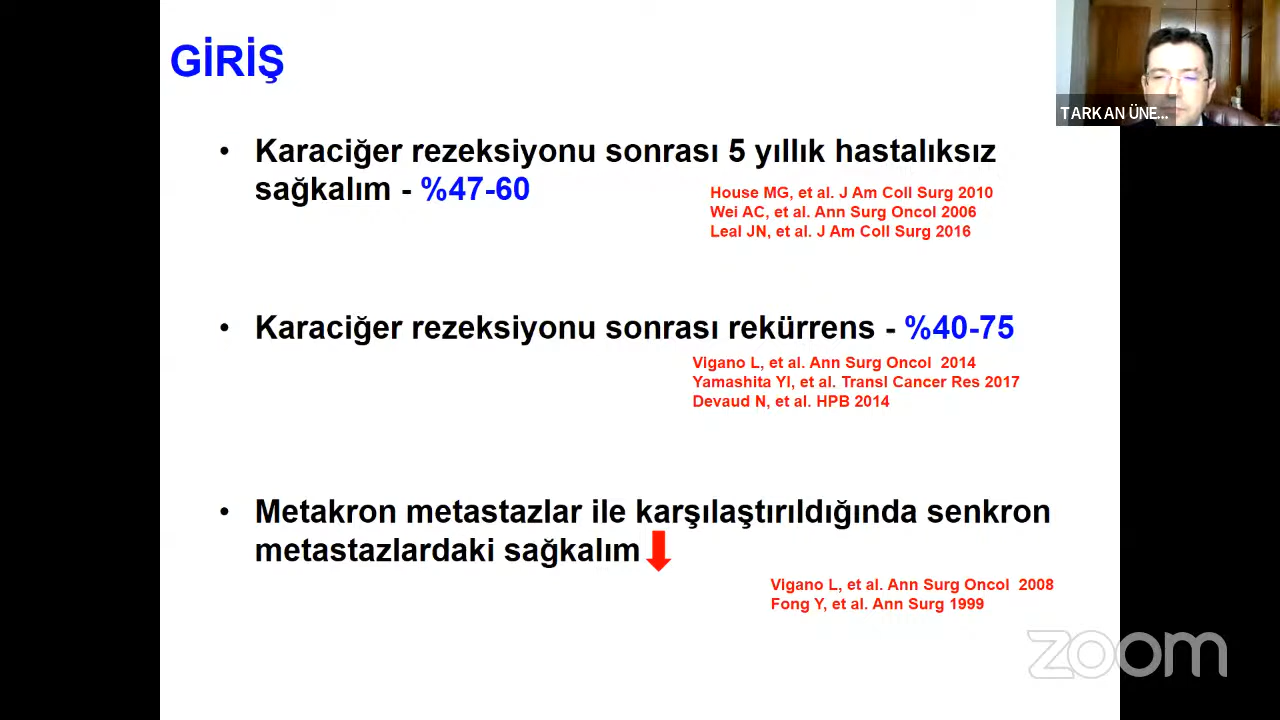 GİRİŞ
TARKAN ÜNE...
• Karaciğer rezeksiyonu sonrası 5 yıllık hastalıksız
sağkalım - %47-60
House MG, et al. J Am Coll Surg 2010
Wei AC, et al. Ann Surg Oncol 2006
Leal JN, et al. J Am Coll Surg 2016
• Karaciğer rezeksiyonu sonrası rekürrens - %40-75
Vigano L, et al. Ann Surg Oncol 2014
Yamashita YI, et al. Transl Cancer Res 2017
Devaud N, et al. HPB 2014
• Metakron metastazlar ile karşılaştırıldığında senkron
metastazlardaki sağkalım
Vigano L, et al. Ann Surg Oncol 2008
Fong Y, et al. Ann Surg 1999
zoom